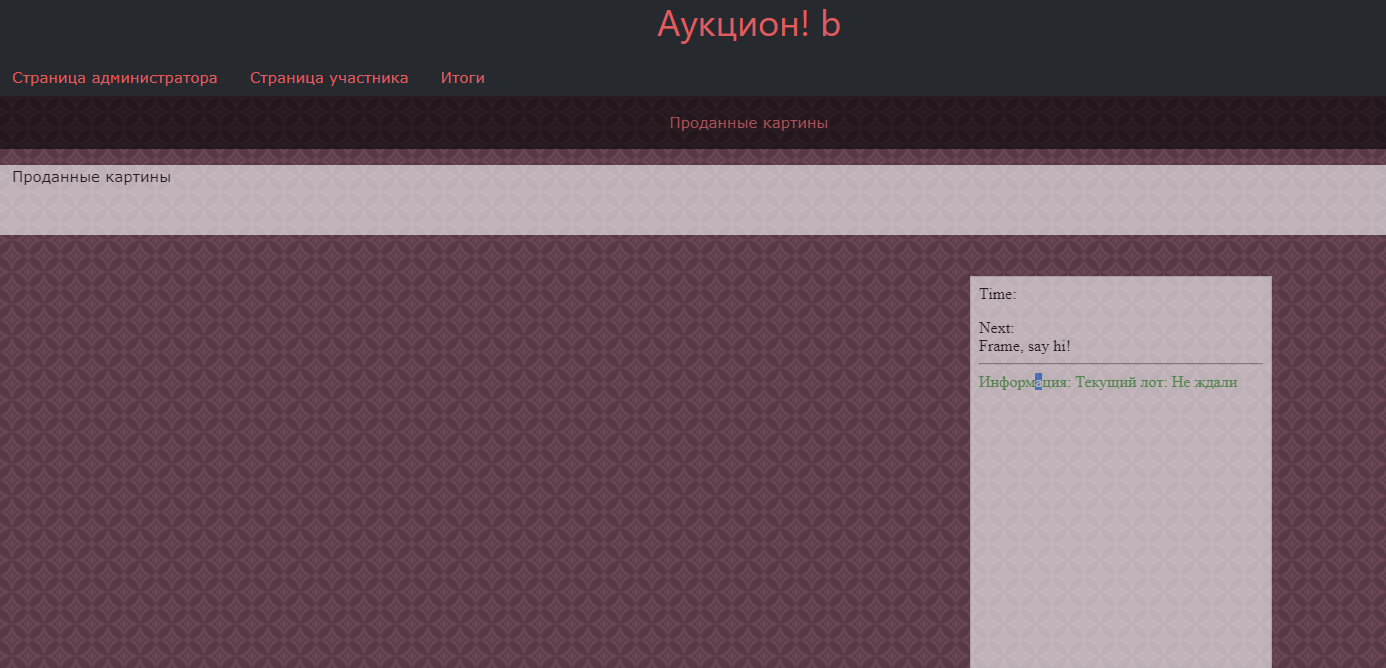 Аукцион! b
Страница администратора Страница участника Итоги
Проданные картины
Проданные картины
Time:
Next:
Frame, say hi!
Информация: Текущий лот: Не ждали